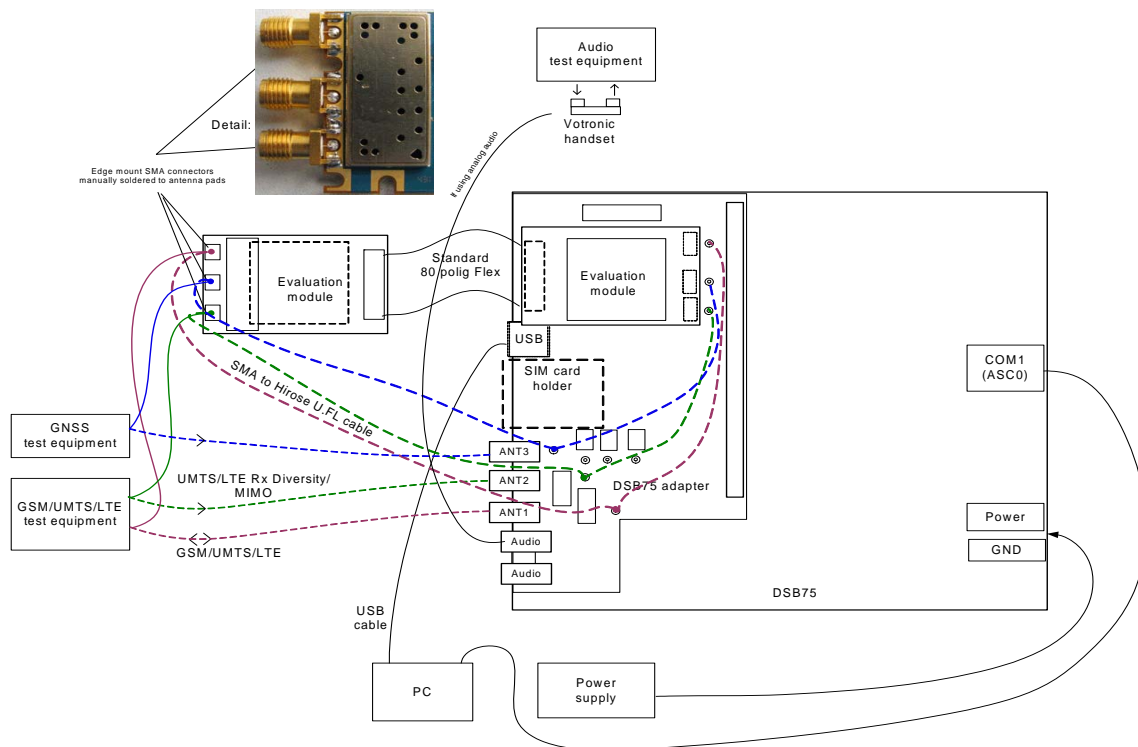 Audio
test equipment
Votronic
handset
Detail:
Edge mount SMA connectors
manually soldered to antenna pads
If using analog audio
Evaluation
module
Standard
80 polig Flex
Evaluation
module
USB
SIM card
holder
SMA to Hirose U.FL cable
COM1
(ASC0)
GNSS
test equipment
ANT3
UMTS/LTE Rx Diversity/
MIMO
ANT2
DSB75 adapter
GSM/UMTS/LTE
test equipment
ANT1
GSM/UMTS/LTE
Power
Audio
GND
Audio
DSB75
USB
cable
PC
Power
supply